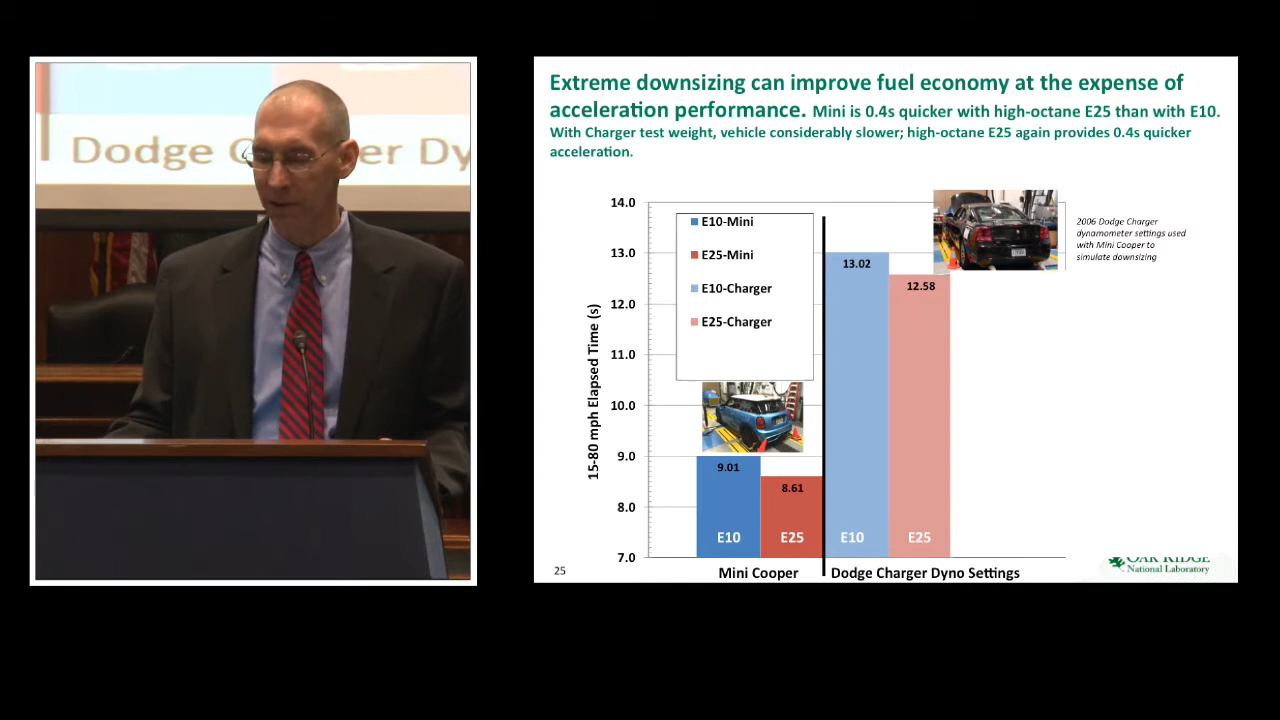 Dodge Charger Dy
Extreme downsizing can improve fuel economy at the expense of
acceleration performance. Mini is 0.4s quicker with high-octane E25 than with E10.
With Charger test weight, vehicle considerably slower; high-octane E25 again provides 0.4s quicker
acceleration.
14.0
13.0
12.0
11.0
10.0
9.0
8.0
7.0
15-80 mph Elapsed Time (s)
E10-Mini
E25-Mini
E10-Charger
E25-Charger
2006 Dodge Charger
dynamometer settings used
with Mini Cooper to
simulate downsizing
13.02
12.58
9.01
8.61
E10
E25
E10
E25
Mini Cooper
Dodge Charger Dyno Settings
25
OAK RIDGE
National Laboratory